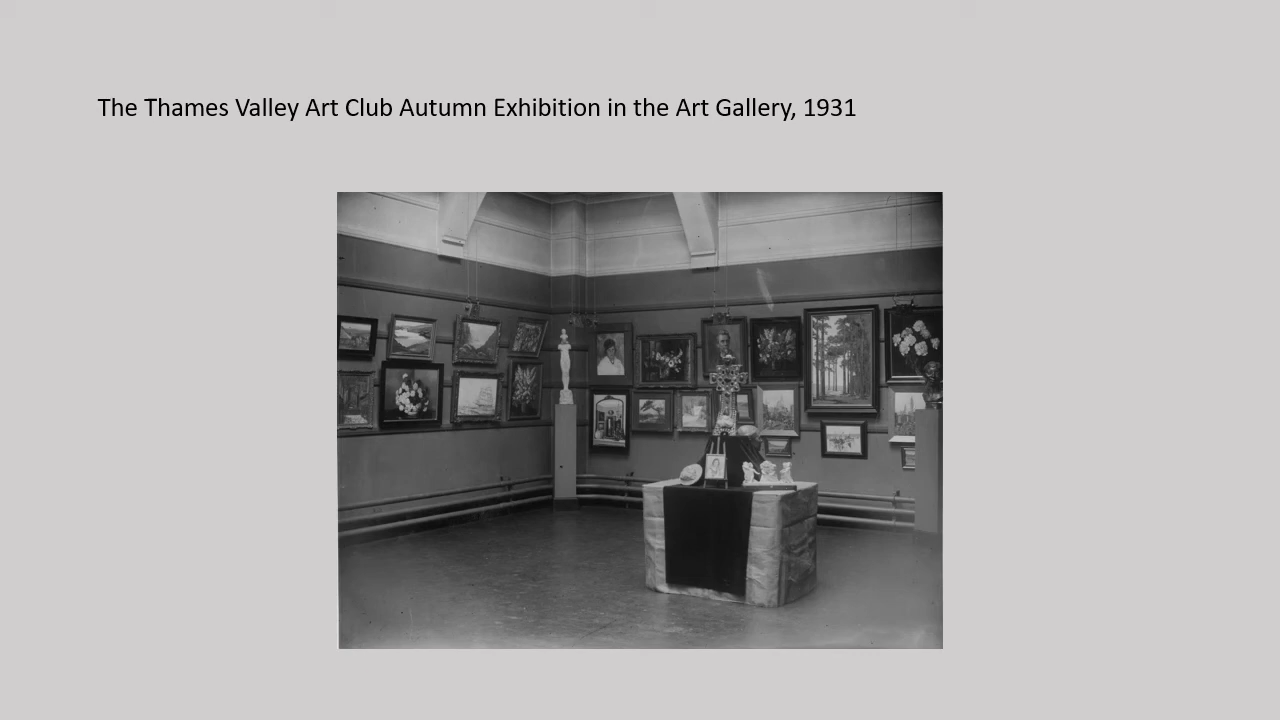 The Thames Valley Art Club Autumn Exhibition in the Art Gallery, 1931